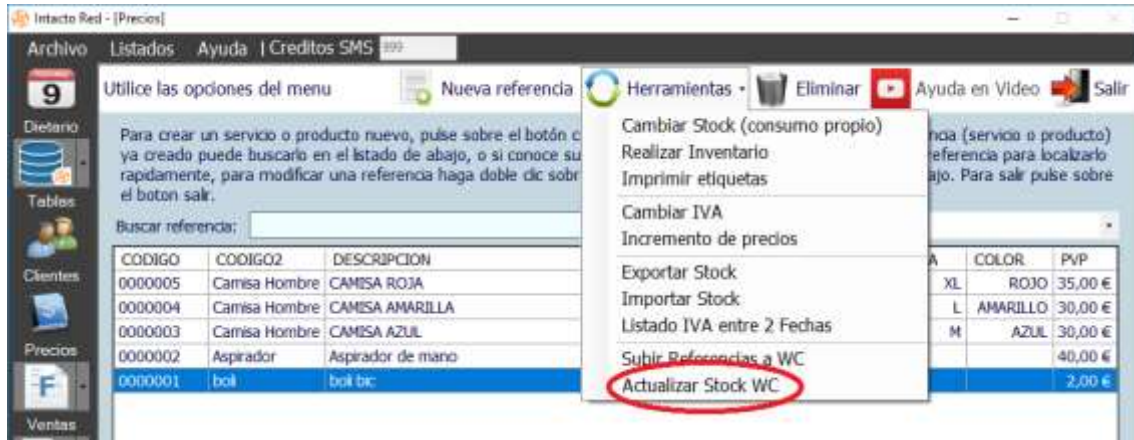 Intacto Red - [Precios]
Archivo Listados Ayuda | Creditos SMS 999
9 Utilice las opciones del menu Nueva referencia Herramientas Eliminar Ayuda en Video Salir
Dietario
Para crear un servicio o producto nuevo, pulse sobre el botón c
ncia (servicio o producto)
ya creado puede buscarlo en el listado de abajo, o si conoce su
referencia para localizarlo
rapidamente, para modificar una referencia haga doble clic sobr
ajo. Para salir pulse sobre
el boton salir.
Cambiar Stock (consumo propio)
Realizar Inventario
Imprimir etiquetas
Cambiar IVA
Incremento de precios
Exportar Stock
Importar Stock
Listado IVA entre 2 Fechas
Subir Referencias a WC
Actualizar Stock WC
Tables
Buscar referencia:
CODIGO CODIGO2 DESCRIPCION A COLOR PVP
0000005 Camisa Hombre CAMISA ROJA XL ROJO 35,00 €
0000004 Camisa Hombre CAMISA AMARILLA L AMARILLO 30,00 €
0000003 Camisa Hombre CAMISA AZUL M AZUL 30,00 €
0000002 Aspirador Aspirador de mano 40,00 €
0000001 boli boli bic 2,00 €
Clientes
Precios
F
Ventas